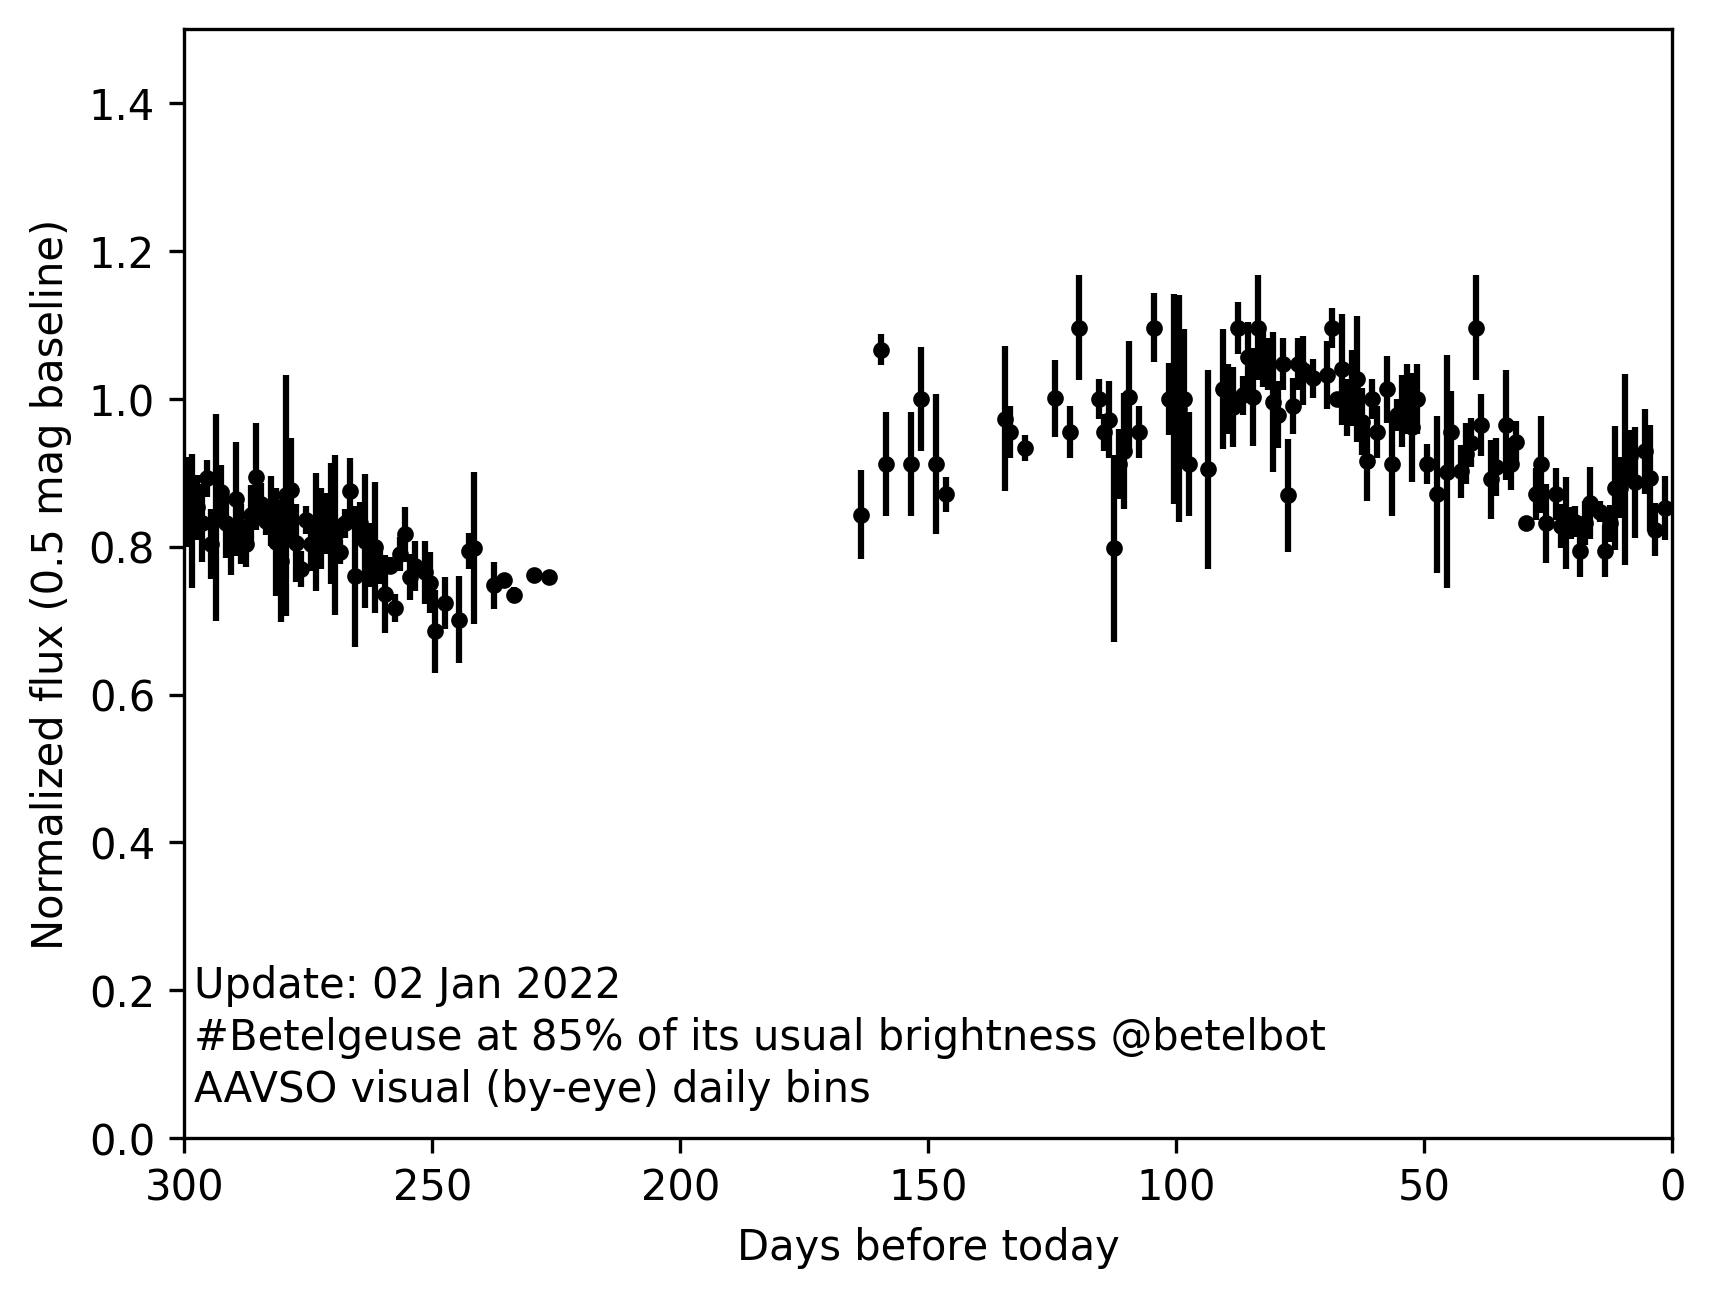 1.4
1.2
1.0
0.8
0.6
0.4
0.2
0.0
Normalized flux (0.5 mag baseline)
Update: 02 Jan 2022
#Betelgeuse at 85% of its usual brightness @betelbot
AAVSO visual (by-eye) daily bins
300 250 200 150 100 50 0
Days before today